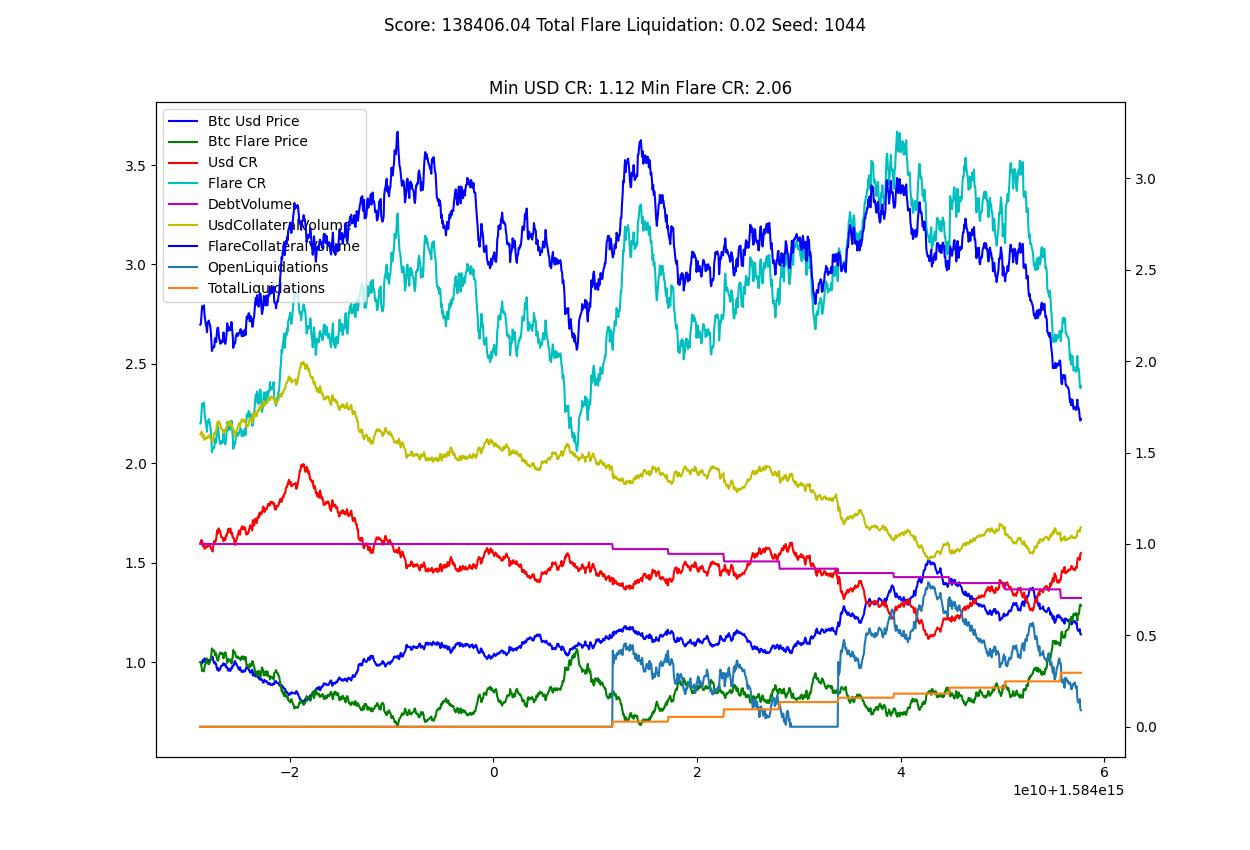 Score: 138406.04 Total Flare Liquidation: 0.02 Seed: 1044
Min USD CR: 1.12 Min Flare CR: 2.06
Btc Usd Price
Btc Flare Price
Usd CR
Flare CR
DebtVolume
UsdCollateralVolume
FlareCollateralVolume
OpenLiquidations
TotalLiquidations
3.5
3.0
2.5
2.0
1.5
1.0
3.0
2.5
2.0
1.5
1.0
0.5
0.0
−2
0
2
4
6
1e10+1.584e15